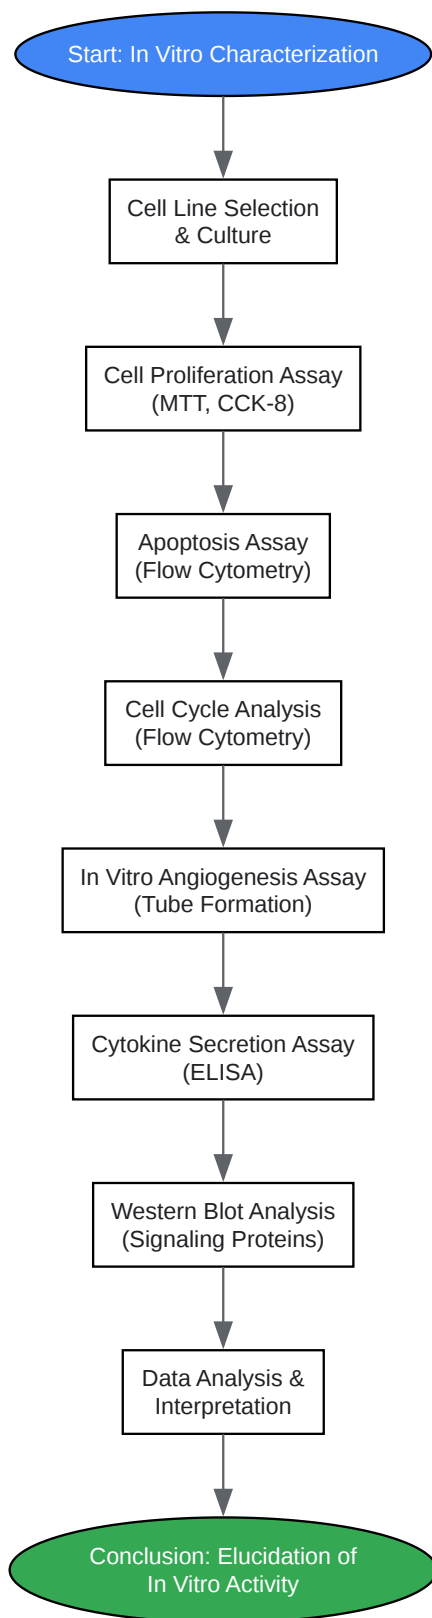 Start: In Vitro Characterization
Cell Line Selection
& Culture
Cell Proliferation Assay
(MTT, CCK-8)
Apoptosis Assay
(Flow Cytometry)
Cell Cycle Analysis
(Flow Cytometry)
In Vitro Angiogenesis Assay
(Tube Formation)
Cytokine Secretion Assay
(ELISA)
Western Blot Analysis
(Signaling Proteins)
Data Analysis &
Interpretation
Conclusion: Elucidation of
In Vitro Activity